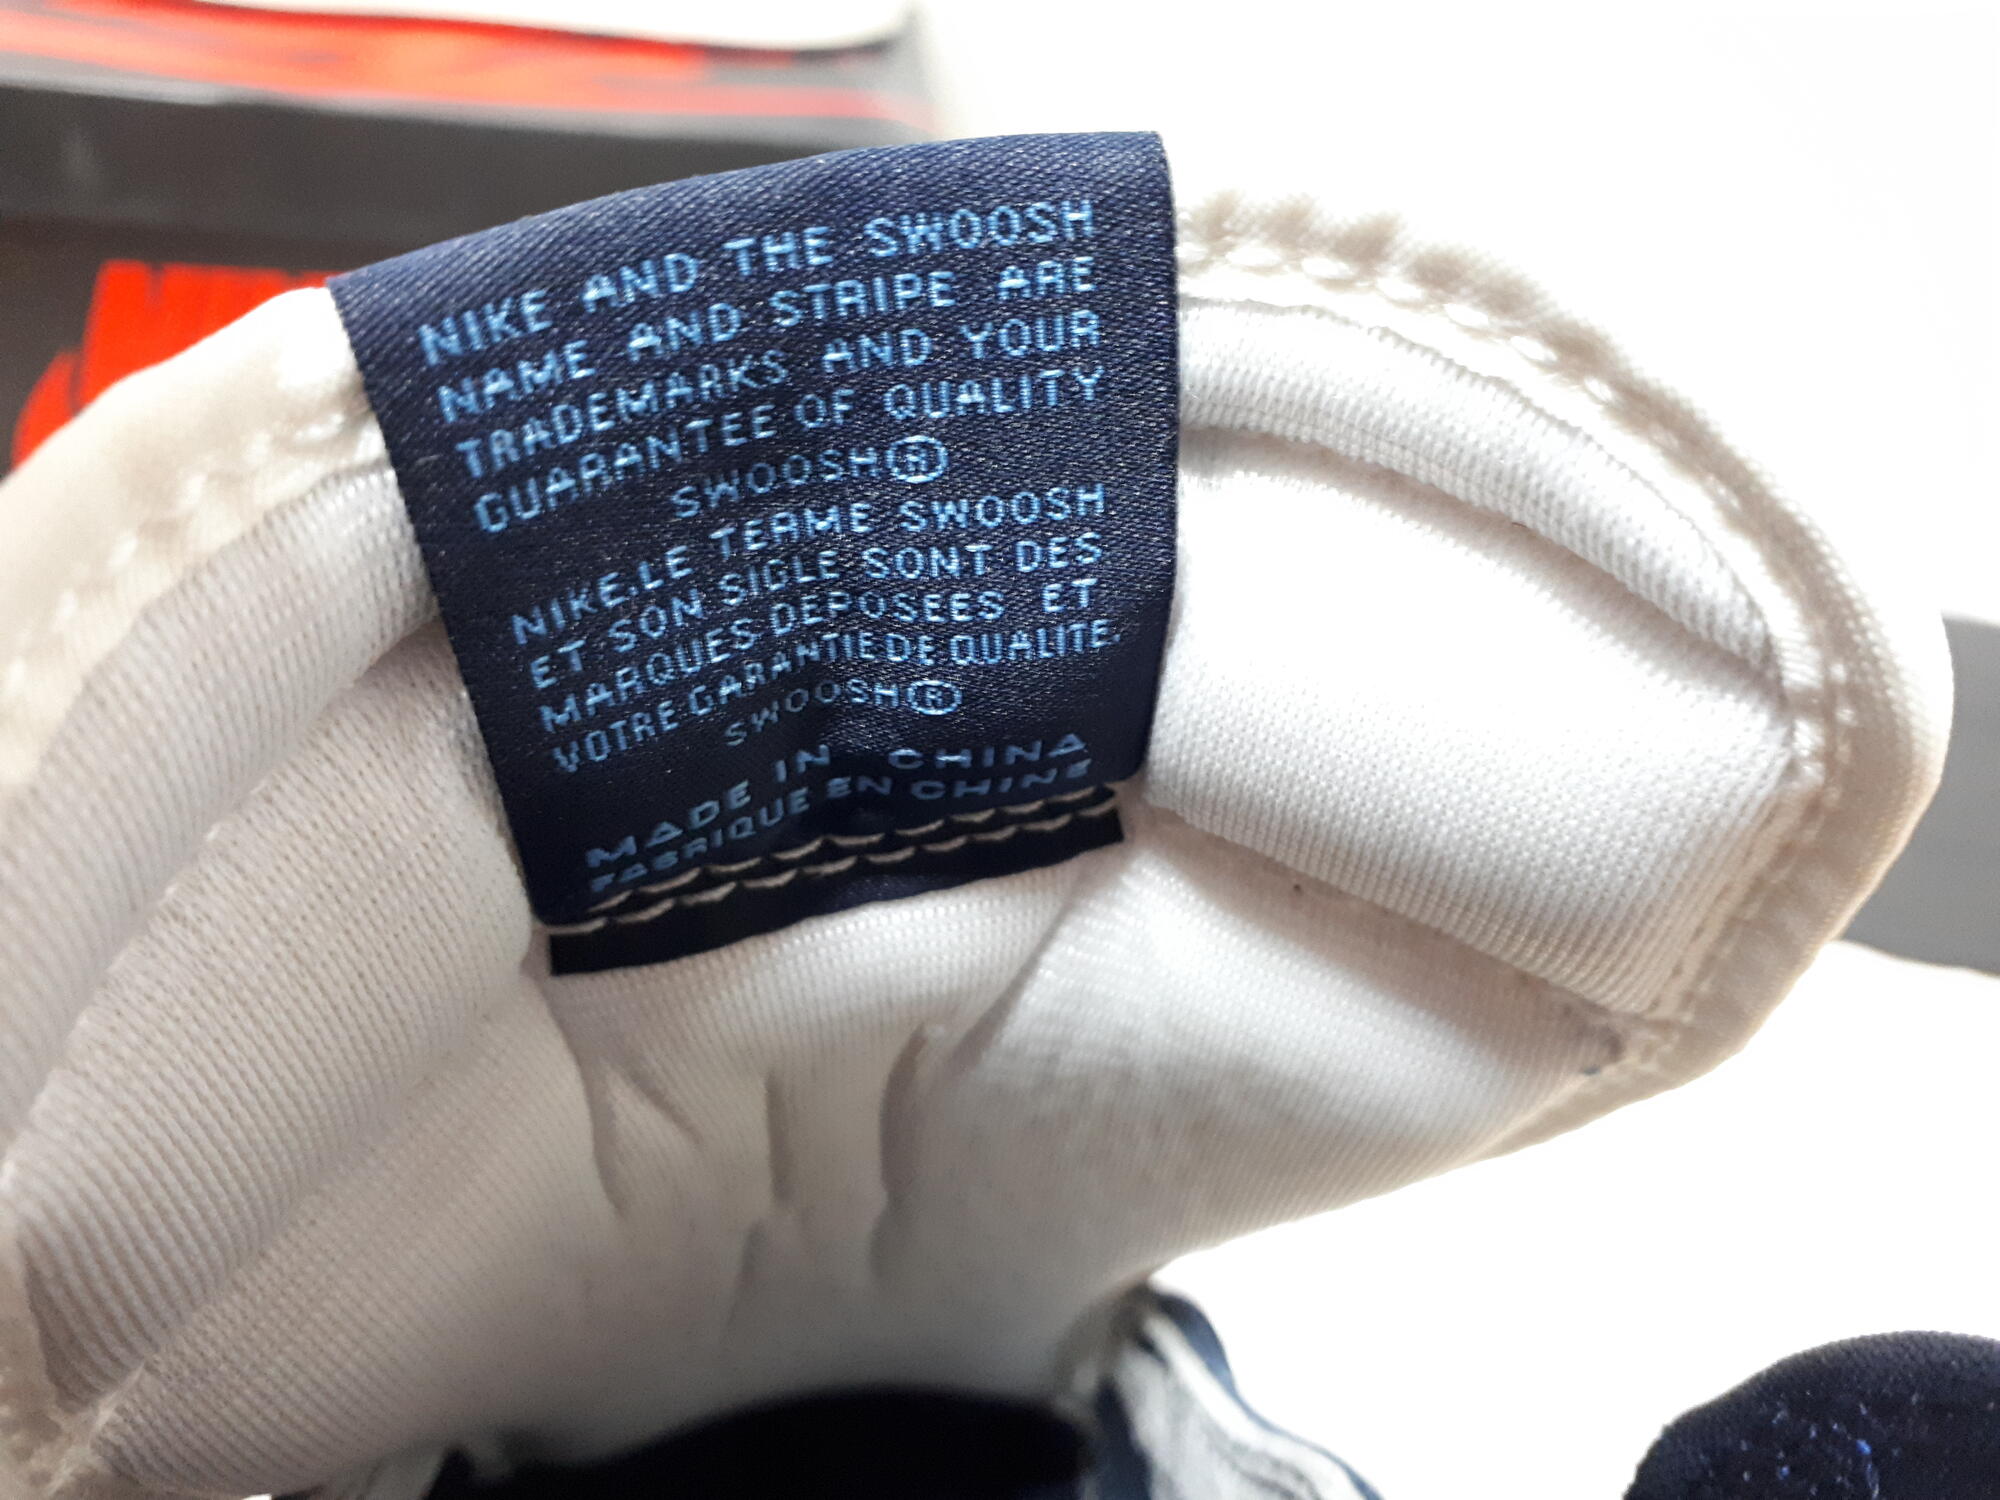 NIKE AND THE SWOOSH
NAME AND STRIPE ARE
TRADEMARKS AND YOUR
GUARANTEE OF QUALITY
SWOOSH®
NIKE.LE TERME SWOOSH
ET SON SIGLE SONT DES
MARQUES DEPOSEES ET
VOTRE GARANTIE DE QUALITE.
SWOOSH®
MADE IN CHINA
FABRIQUE EN CHINE